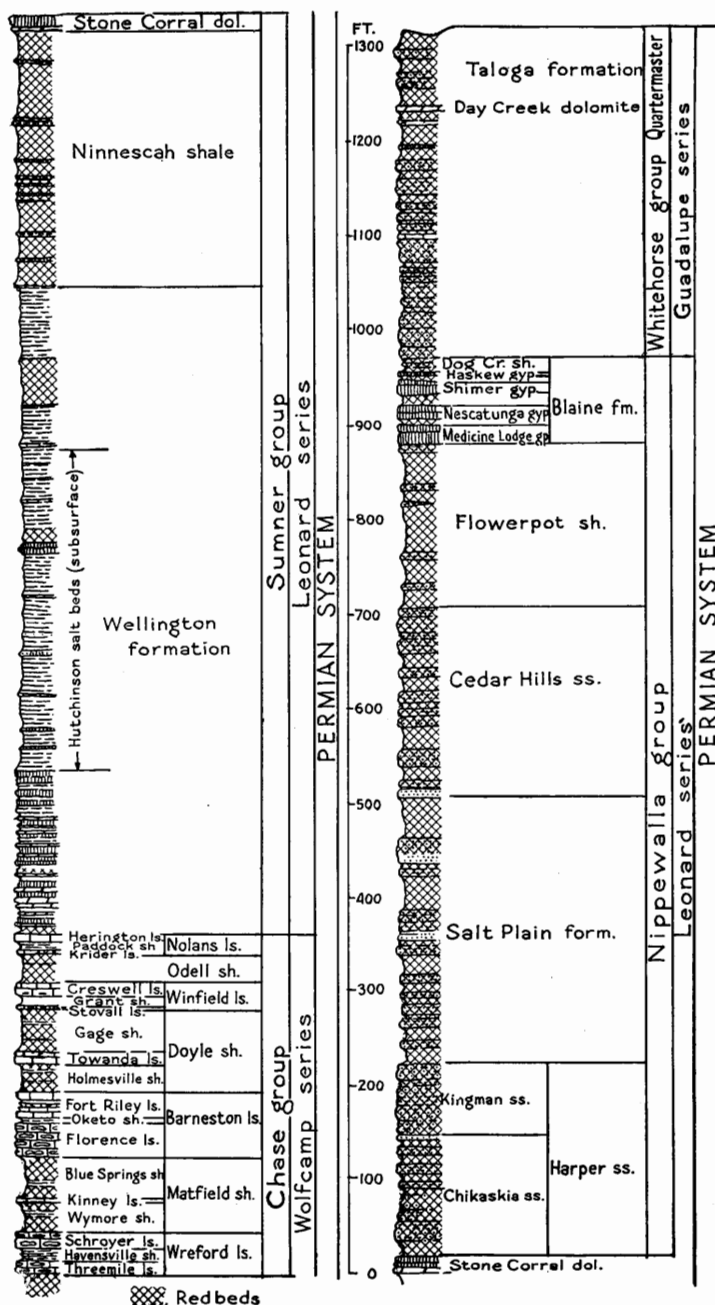 Stone Corral dol.
Ninnescah shale
Hutchinson salt beds (subsurface)
Wellington
formation
Herington ls.
Paddock sh
Krider ls.
Nolans ls.
Odell sh.
Creswell ls.
Grant sh.
Stovall ls.
Winfield ls.
Gage sh.
Towanda ls.
Holmesville sh.
Doyle sh.
Fort Riley ls.
Oketo sh.
Florence ls.
Barneston ls.
Blue Springs sh
Kinney ls.
Wymore sh.
Matfield sh.
Schroyer ls.
Havensville sh.
Threemile ls.
Wreford ls.
Red beds
Sumner group
Chase group
Leonard series
Wolfcamp series
PERMIAN SYSTEM
FT.
1300
1200
1100
1000
900
800
700
600
500
400
300
200
100
0
Taloga formation
Day Creek dolomite
Dog Cr. sh.
Haskew gyp
Shimer gyp.
Nescatunga gyp
Medicine Lodge gp
Blaine fm.
Flowerpot sh.
Cedar Hills ss.
Salt Plain form.
Kingman ss.
Chikaskia ss.
Harper ss.
Stone Corral dol.
Whitehorse group
Quartermaster
Guadalupe series
Nippewalla group
Leonard series
PERMIAN SYSTEM